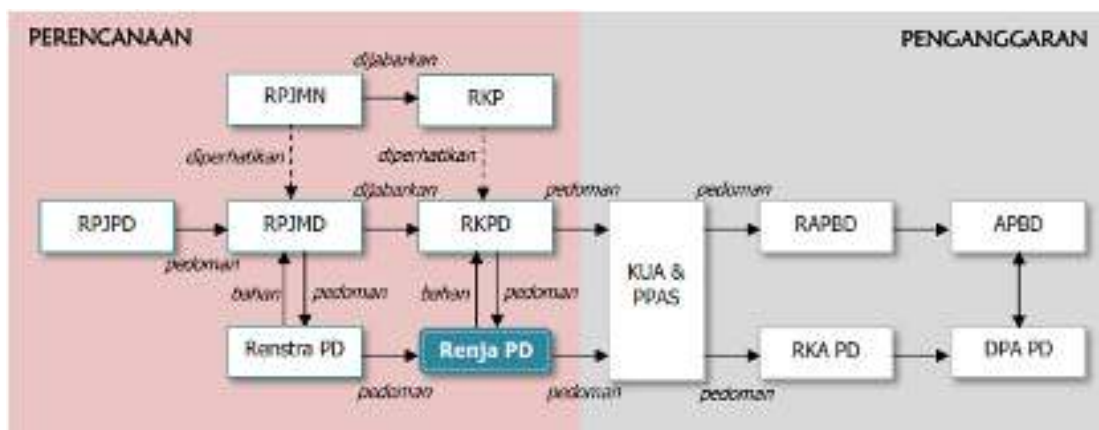 PERENCANAAN
PENGANGGARAN
dijabarkan
RPJMN
RKP
diperhatikan
diperhatikan
dijabarkan
pedoman
pedoman
RPJPD
RPJMD
RKPD
RAPBD
APBD
pedoman
KUA &
PPAS
bahan
pedoman
bahan
pedoman
Renstra PD
Renja PD
RKA PD
DPA PD
pedoman
pedoman
pedoman